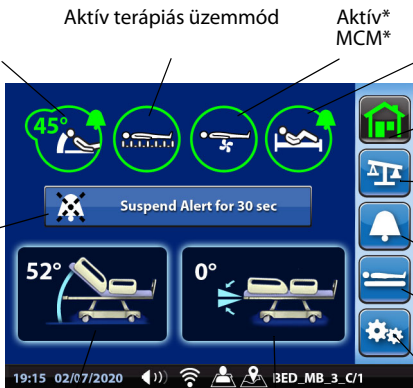 Aktív terápiás üzemmód
Aktív*
MCM*
45°
Suspend Alert for 30 sec
52°
0°
19:15 02/07/2020
BED_MB_3_C/1